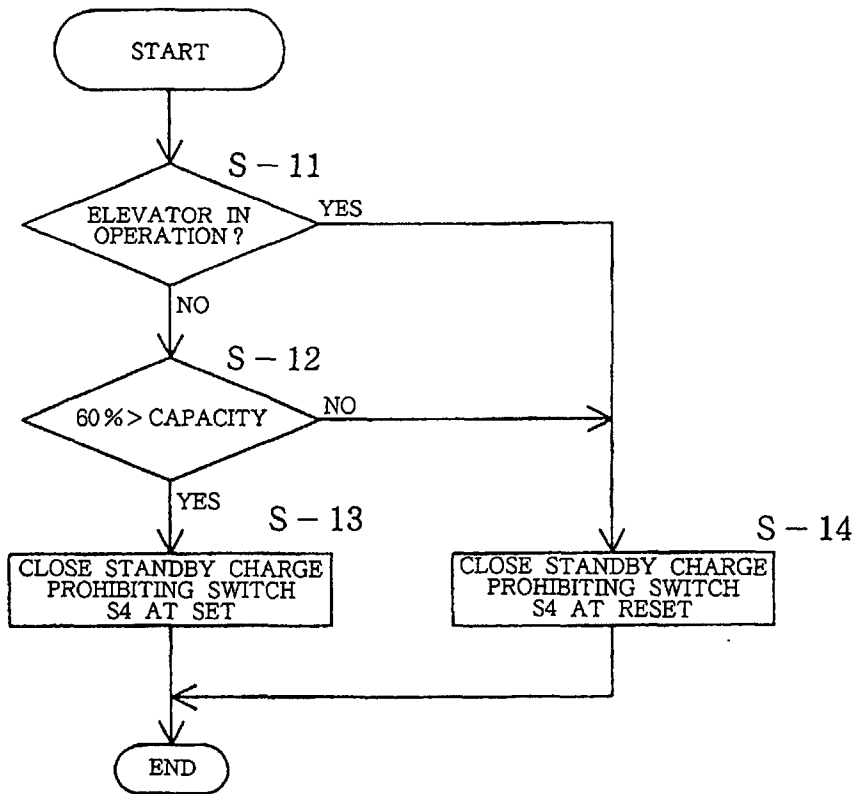 START
S-11
ELEVATOR IN
OPERATION?
YES
NO
S-12
60%> CAPACITY
NO
YES
S-13
CLOSE STANDBY CHARGE
PROHIBITING SWITCH
S4 AT SET
S-14
CLOSE STANDBY CHARGE
PROHIBITING SWITCH
S4 AT RESET
END